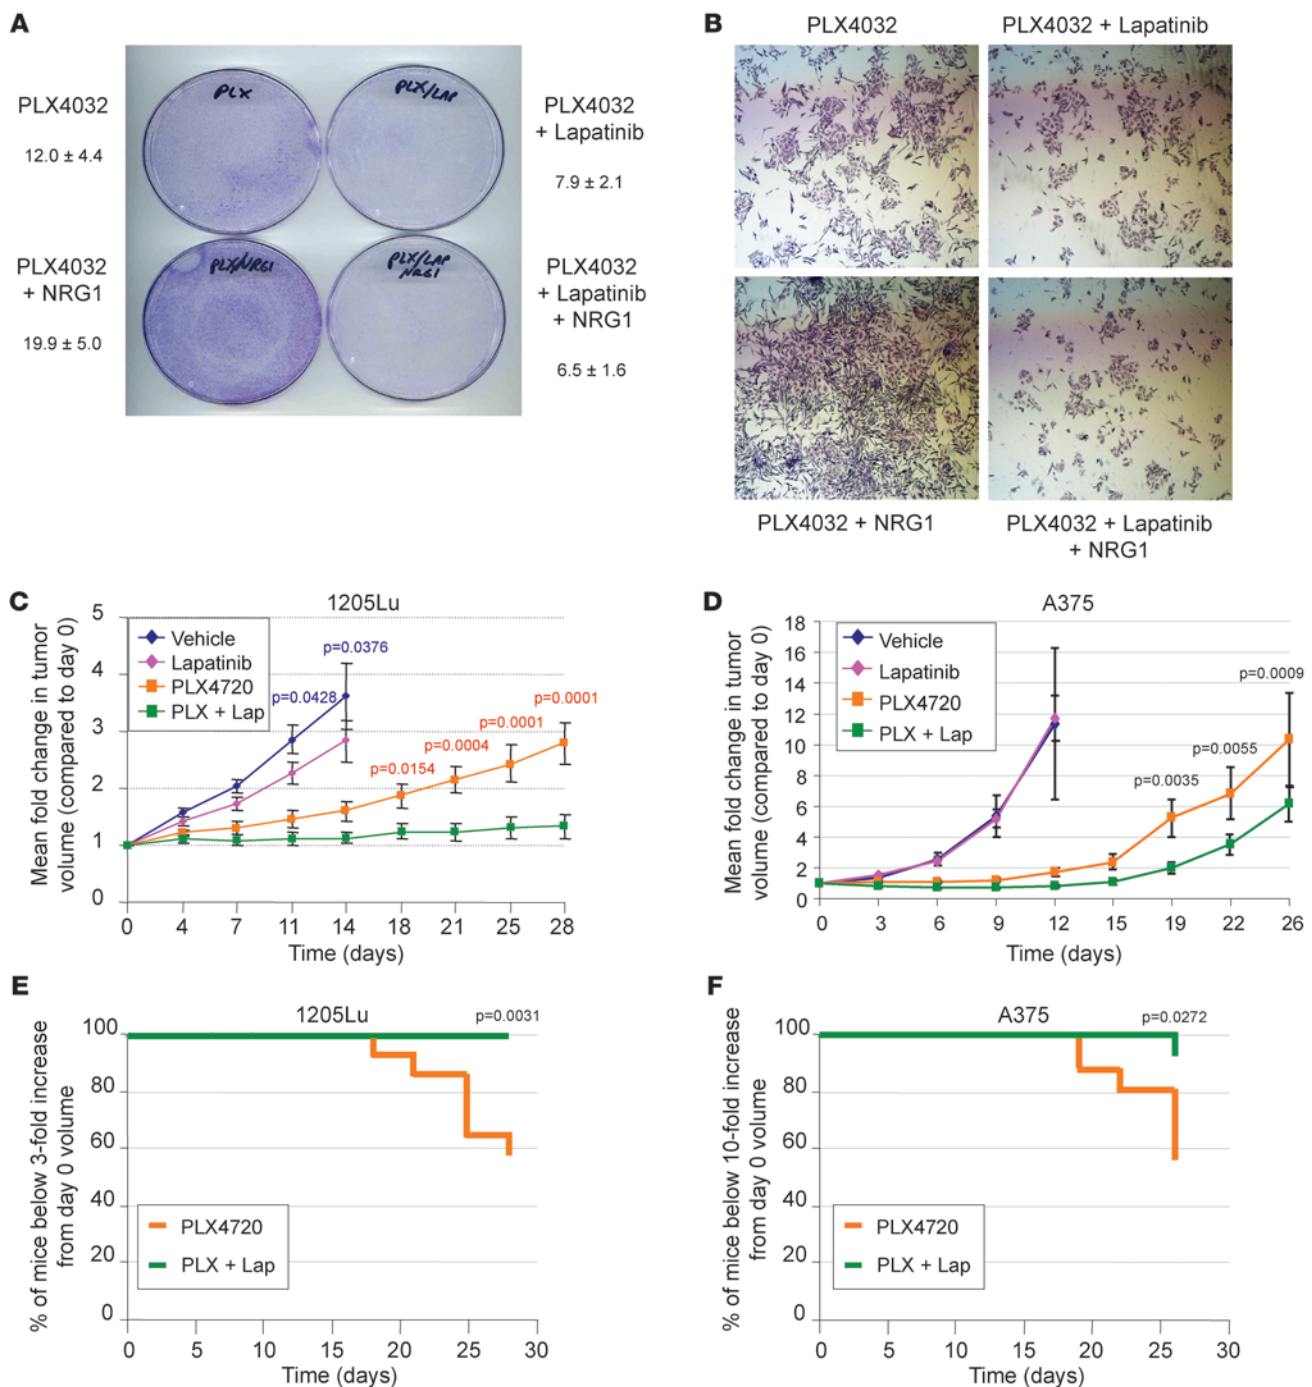 A
PLX4032
12.0 ± 4.4
PLX
PLX/LAP
PLX4032
+ Lapatinib
7.9 ± 2.1
PLX4032
+ NRG1
19.9 ± 5.0
PLX/NRG1
PLX/LAP
NRG1
PLX4032
+ Lapatinib
+ NRG1
6.5 ± 1.6
B
PLX4032
PLX4032 + Lapatinib
PLX4032 + NRG1
PLX4032 + Lapatinib
+ NRG1
C
1205Lu
Mean fold change in tumor
volume (compared to day 0)
5
4
3
2
1
0
Vehicle
Lapatinib
PLX4720
PLX + Lap
p=0.0428
p=0.0376
p=0.0154
p=0.0004
p=0.0001
p=0.0001
0 4 7 11 14 18 21 25 28
Time (days)
D
A375
Mean fold change in tumor
volume (compared to day 0)
18
16
14
12
10
8
6
4
2
0
Vehicle
Lapatinib
PLX4720
PLX + Lap
p=0.0035
p=0.0055
p=0.0009
0 3 6 9 12 15 19 22 26
Time (days)
E
1205Lu
p=0.0031
% of mice below 3-fold increase
from day 0 volume
100
80
60
40
20
0
PLX4720
PLX + Lap
0 5 10 15 20 25 30
Time (days)
F
A375
p=0.0272
% of mice below 10-fold increase
from day 0 volume
100
80
60
40
20
0
PLX4720
PLX + Lap
0 5 10 15 20 25 30
Time (days)